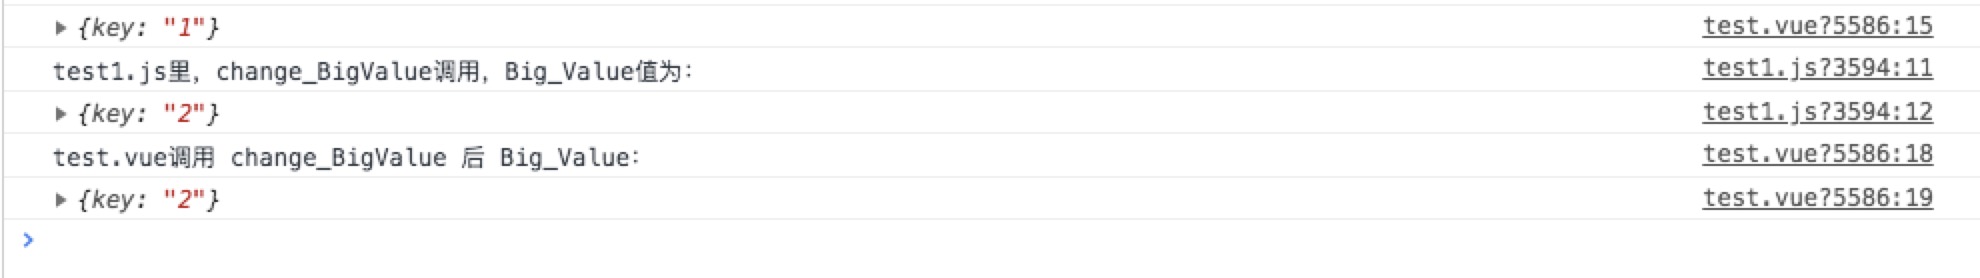 ▶ {key: "1"} test.vue?5586:15
test1.js里，change_BigValue调用，Big_Value值为： test1.js?3594:11
▶ {key: "2"} test1.js?3594:12
test.vue调用 change_BigValue 后 Big_Value： test.vue?5586:18
▶ {key: "2"} test.vue?5586:19
>